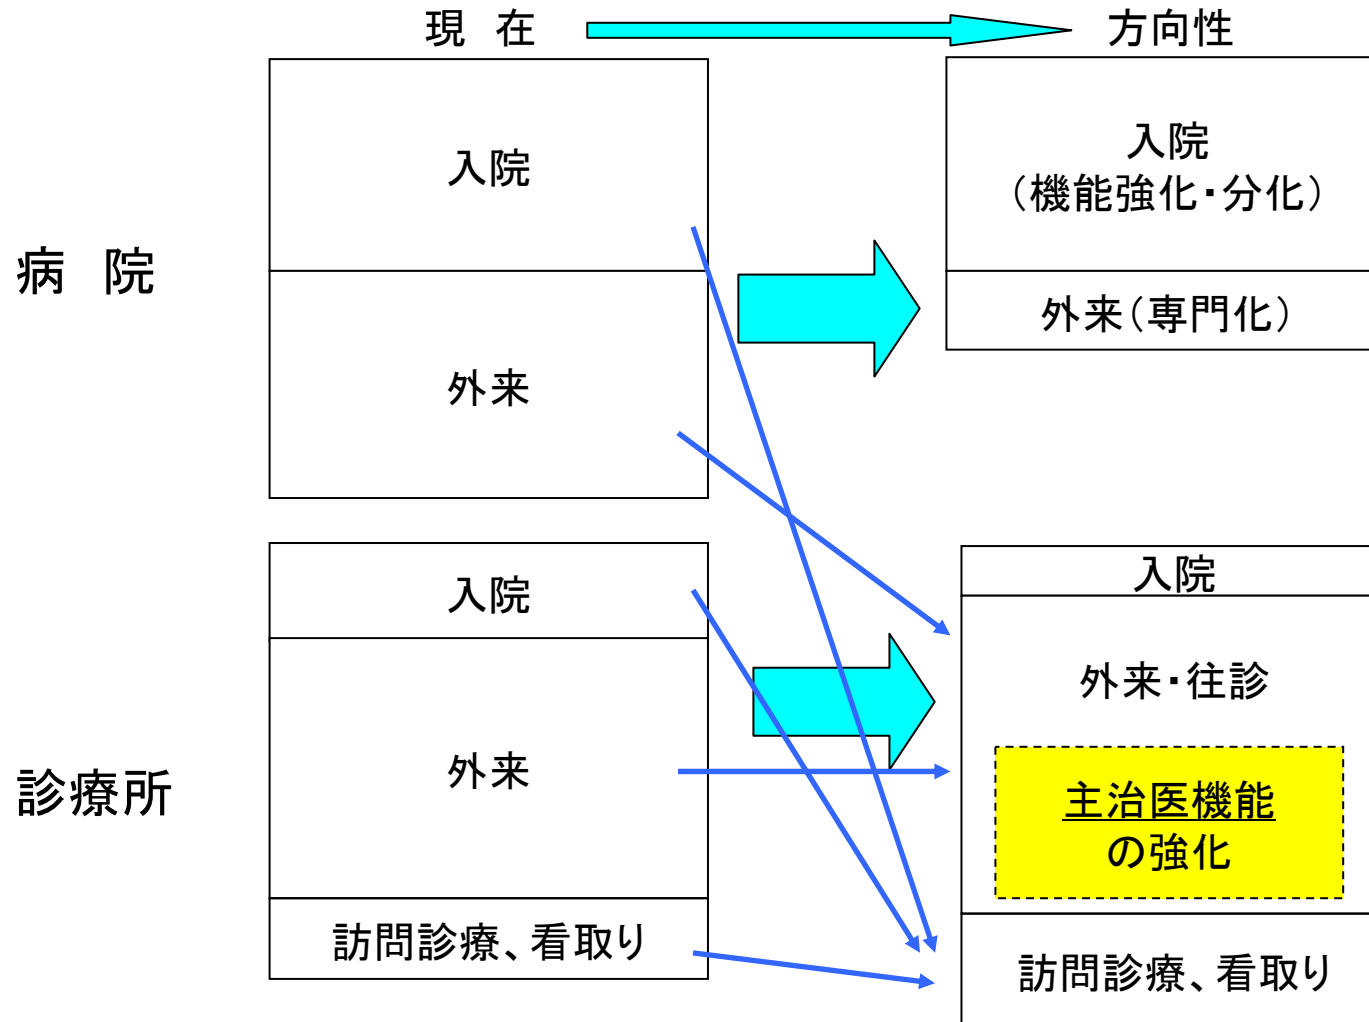 現 在
方向性
病 院
入院
外来
入院
(機能強化・分化)
外来(専門化)
診療所
入院
外来
訪問診療、看取り
入院
外来・往診
主治医機能
の強化
訪問診療、看取り